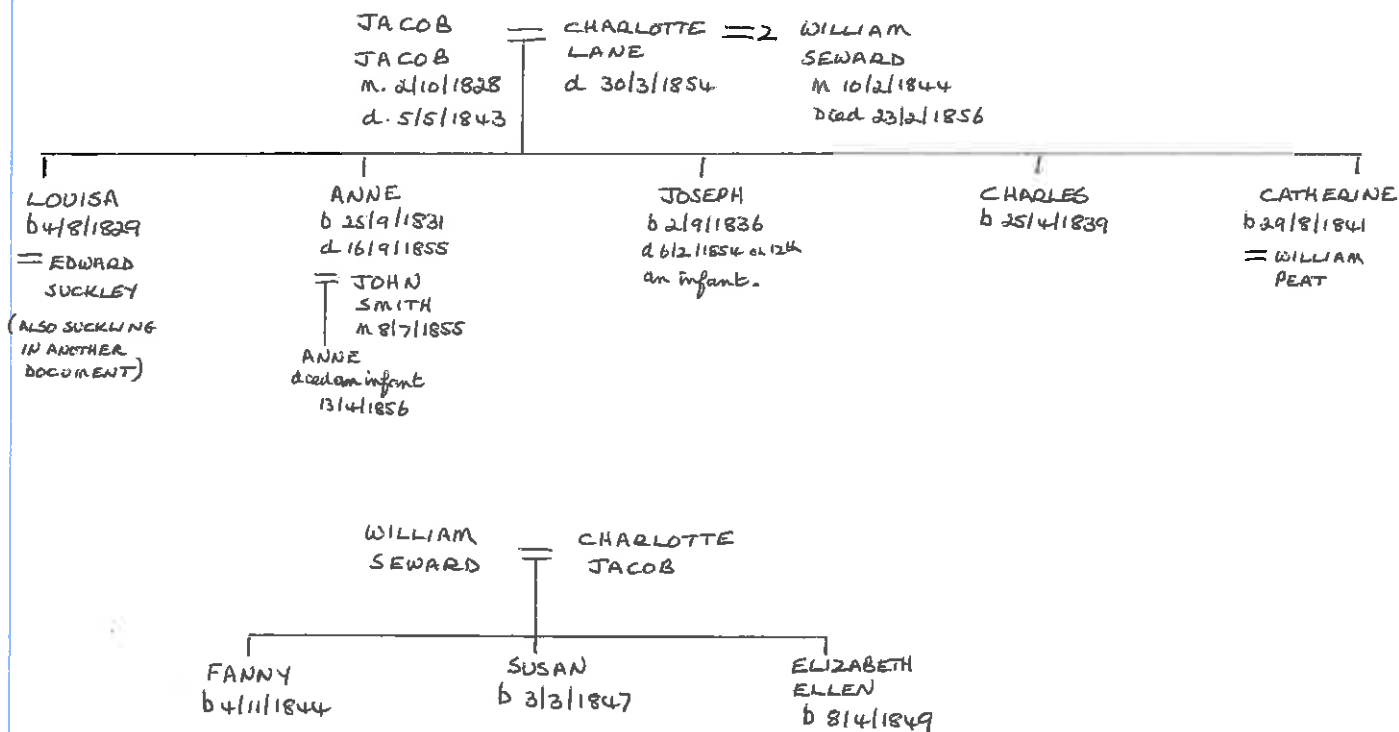 JACOB
JACOB
m. 2/10/1828
d. 5/5/1843
=
CHARLOTTE
LANE
d 30/3/1854
=2
WILLIAM
SEWARD
m 10/2/1844
Died 23/2/1856
LOUISA
b 4/8/1829
= EDWARD
SUCKLEY
(ALSO SUCKLING
IN ANOTHER
DOCUMENT)
ANNE
b 25/9/1831
d 16/9/1855
= JOHN
SMITH
m 8/7/1855
ANNE
died an infant
13/4/1856
JOSEPH
b 2/9/1836
d 6/2/1854 or 12th
an infant.
CHARLES
b 25/4/1839
CATHERINE
b 29/8/1841
= WILLIAM
PEAT
WILLIAM
SEWARD
=
CHARLOTTE
JACOB
FANNY
b 4/11/1844
SUSAN
b 3/3/1847
ELIZABETH
ELLEN
b 8/4/1849